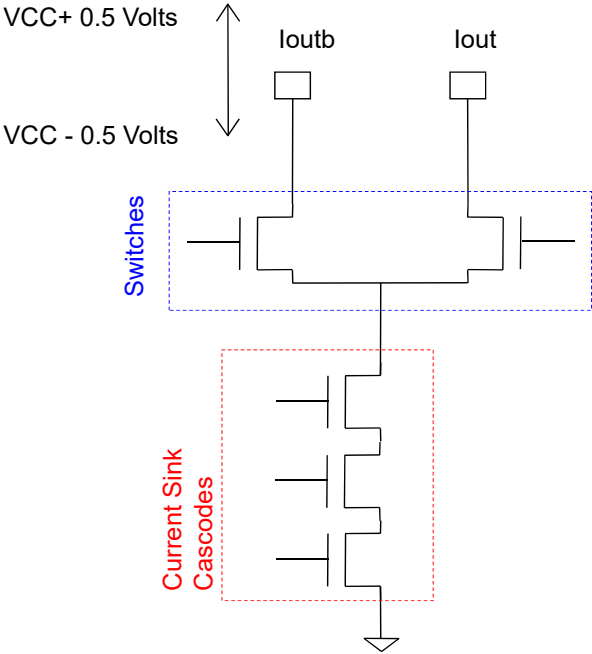 VCC+ 0.5 Volts
Ioutb
Iout
VCC - 0.5 Volts
Switches
Current Sink
Cascodes